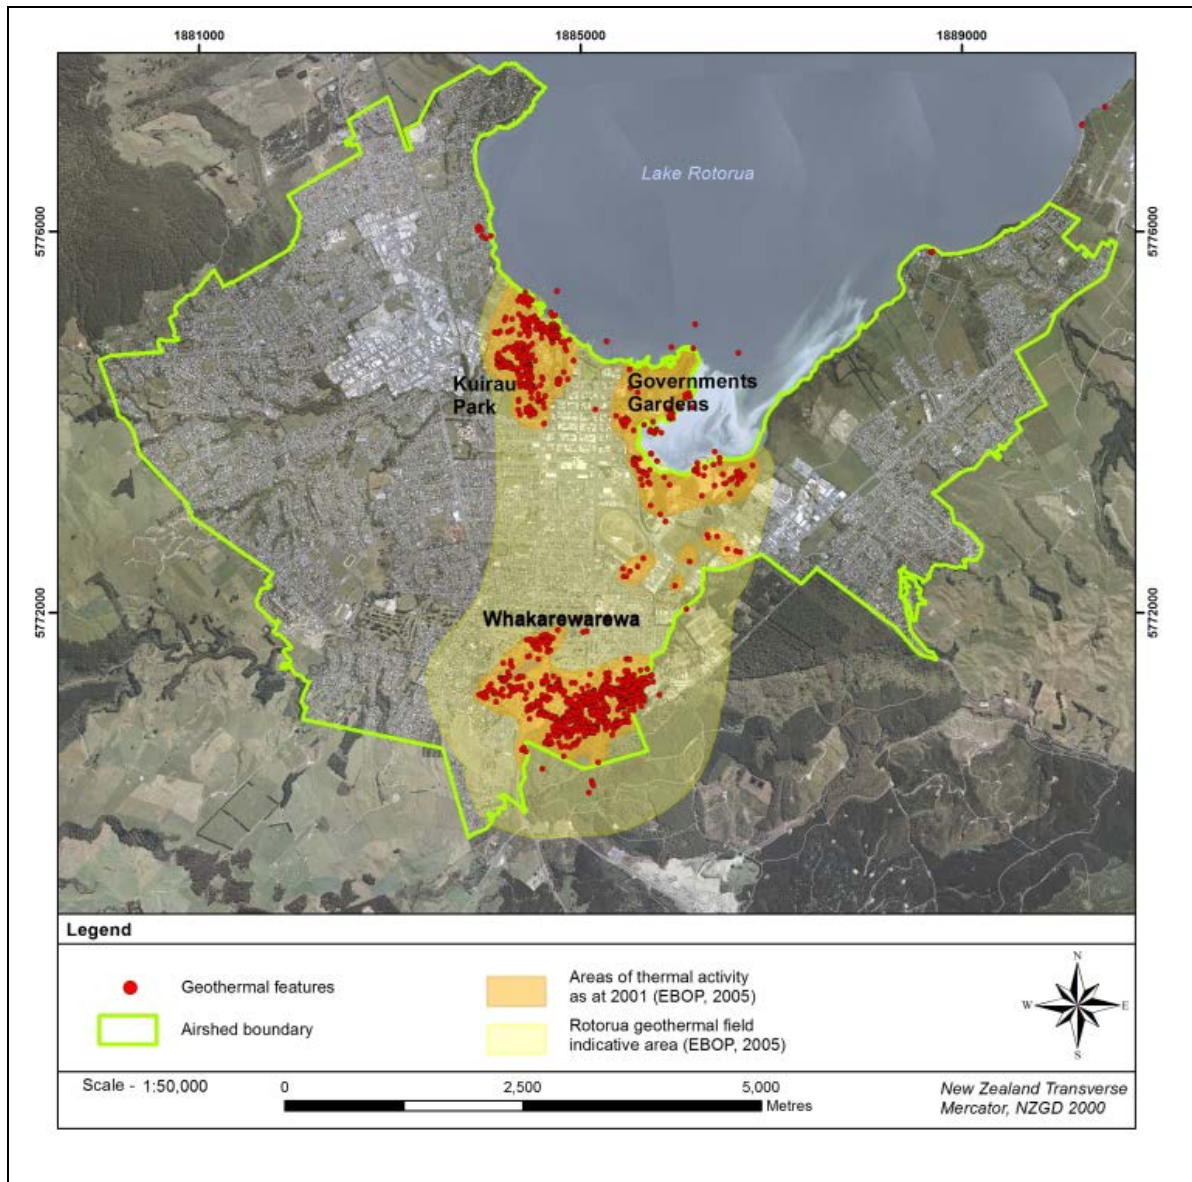 1881000
1885000
1889000
5776000
5776000
Lake Rotorua
Kuirau
Park
Governments
Gardens
5772000
5772000
Whakarewarewa
Legend
Geothermal features
Airshed boundary
Areas of thermal activity
as at 2001 (EBOP, 2005)
Rotorua geothermal field
indicative area (EBOP, 2005)
N
W
E
S
Scale - 1:50,000
0
2,500
5,000
Metres
New Zealand Transverse
Mercator, NZGD 2000